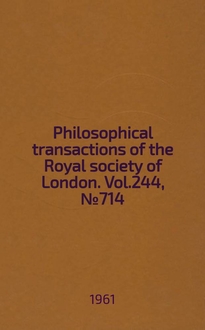 Philosophical
transactions of the
Royal society of
London. Vol.244,
№714
1961